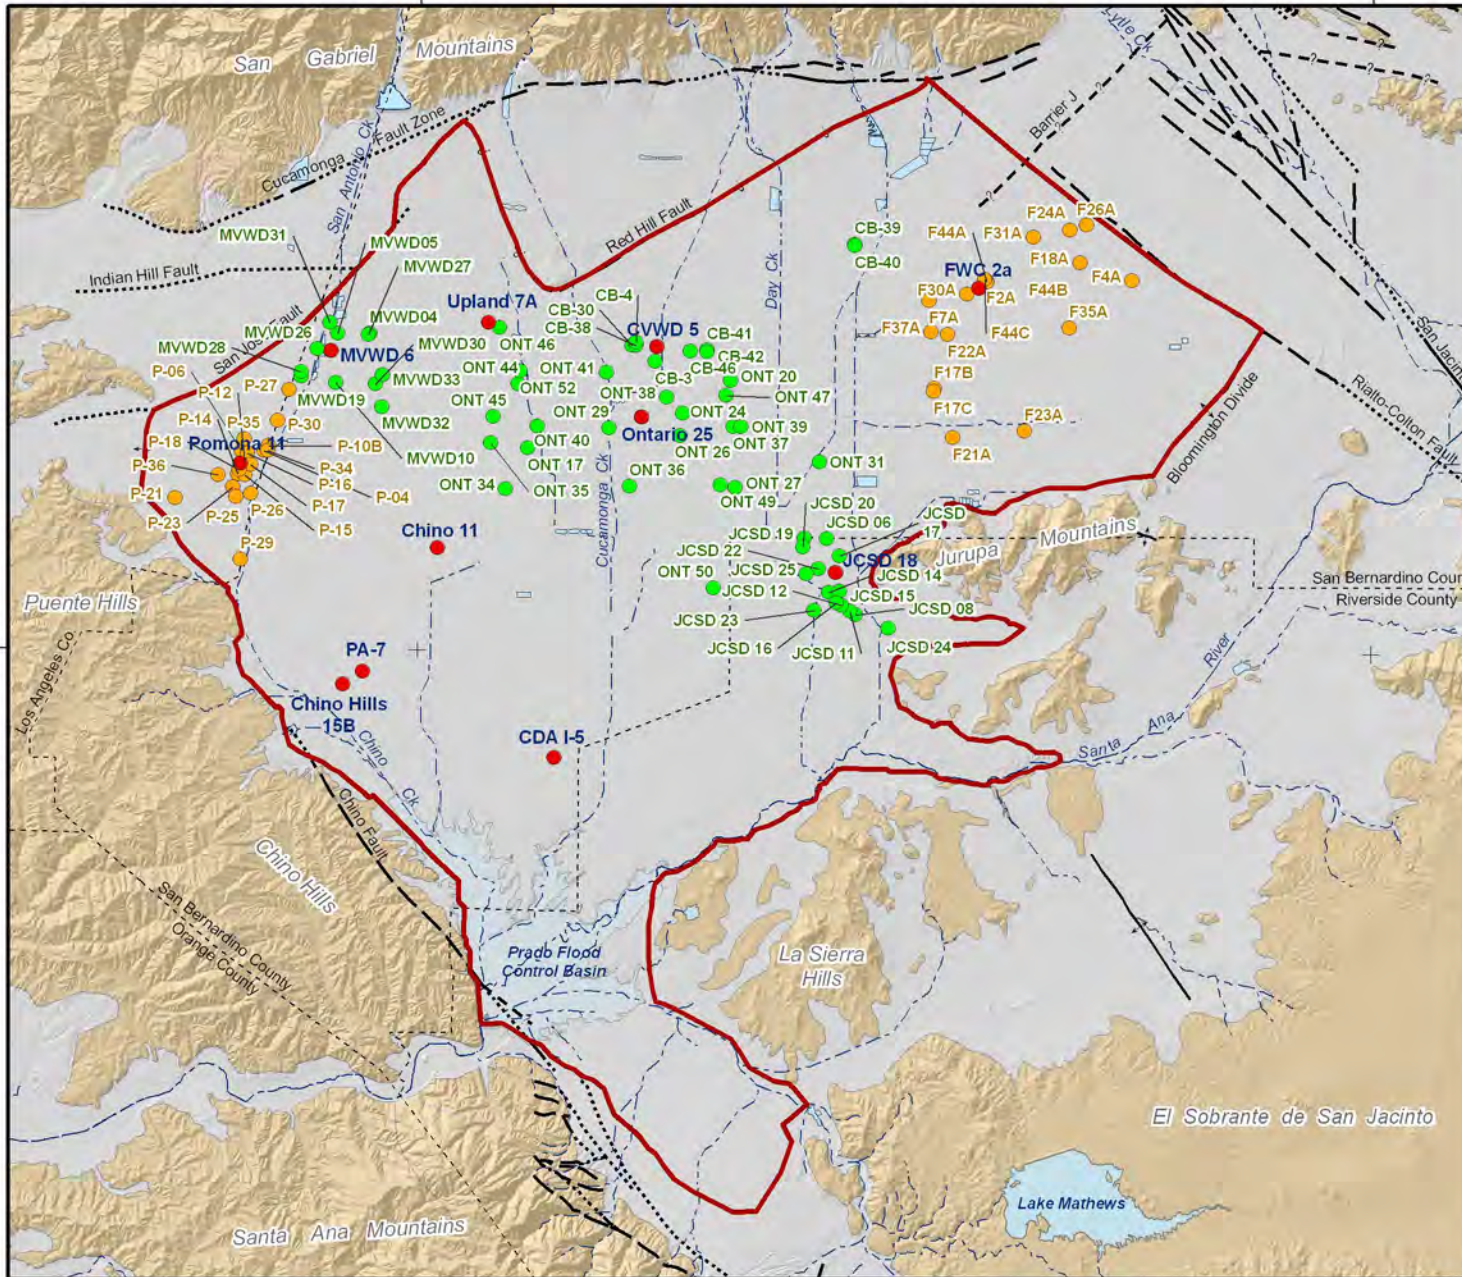 San Gabriel Mountains
Lytle Ck
San Jacinto
Barrier J
Cucamonga Fault Zone
San Antonio Ck
Red Hill Fault
Day Ck
Indian Hill Fault
San Jose Fault
MVWD31
MVWD05
MVWD27
MVWD04
MVWD26
MVWD28
MVWD 6
MVWD30
MVWD33
MVWD19
MVWD32
MVWD10
Upland 7A
ONT 46
ONT 44
ONT 41
ONT 52
ONT 45
ONT 29
ONT 40
ONT 17
ONT 34
ONT 35
CB-4
CB-30
CB-38
CVWD 5
CB-41
CB-42
CB-46
CB-3
ONT 38
ONT 20
ONT 47
ONT 24
Ontario 25
ONT 39
ONT 37
ONT 26
ONT 36
ONT 27
ONT 49
ONT 31
CB-39
CB-40
F24A
F26A
F44A
F31A
F18A
FWC 2a
F4A
F30A
F2A
F44B
F7A
F35A
F37A
F44C
F22A
F17B
F17C
F23A
F21A
P-06
P-12
P-27
P-14
P-35
P-30
P-18
Pomona 11
P-10B
P-36
P-34
P-16
P-21
P-04
P-17
P-23
P-25
P-26
P-15
P-29
Chino 11
Cucamonga Ck
JCSD 20
JCSD 19
JCSD 06
JCSD
17
JCSD 22
JCSD 18
ONT 50
JCSD 25
JCSD 14
JCSD 12
JCSD 15
JCSD 08
JCSD 23
JCSD 16
JCSD 11
JCSD 24
Jurupa Mountains
Bloomington Divide
Rialto-Colton Fault
San Bernardino Coun
Riverside County
Puente Hills
Los Angeles Co
PA-7
Chino Hills
15B
CDA I-5
Chino Ck
Chino Fault
Chino Hills
Santa Ana River
San Bernardino County
Orange County
Prado Flood
Control Basin
La Sierra
Hills
El Sobrante de San Jacinto
Lake Mathews
Santa Ana Mountains